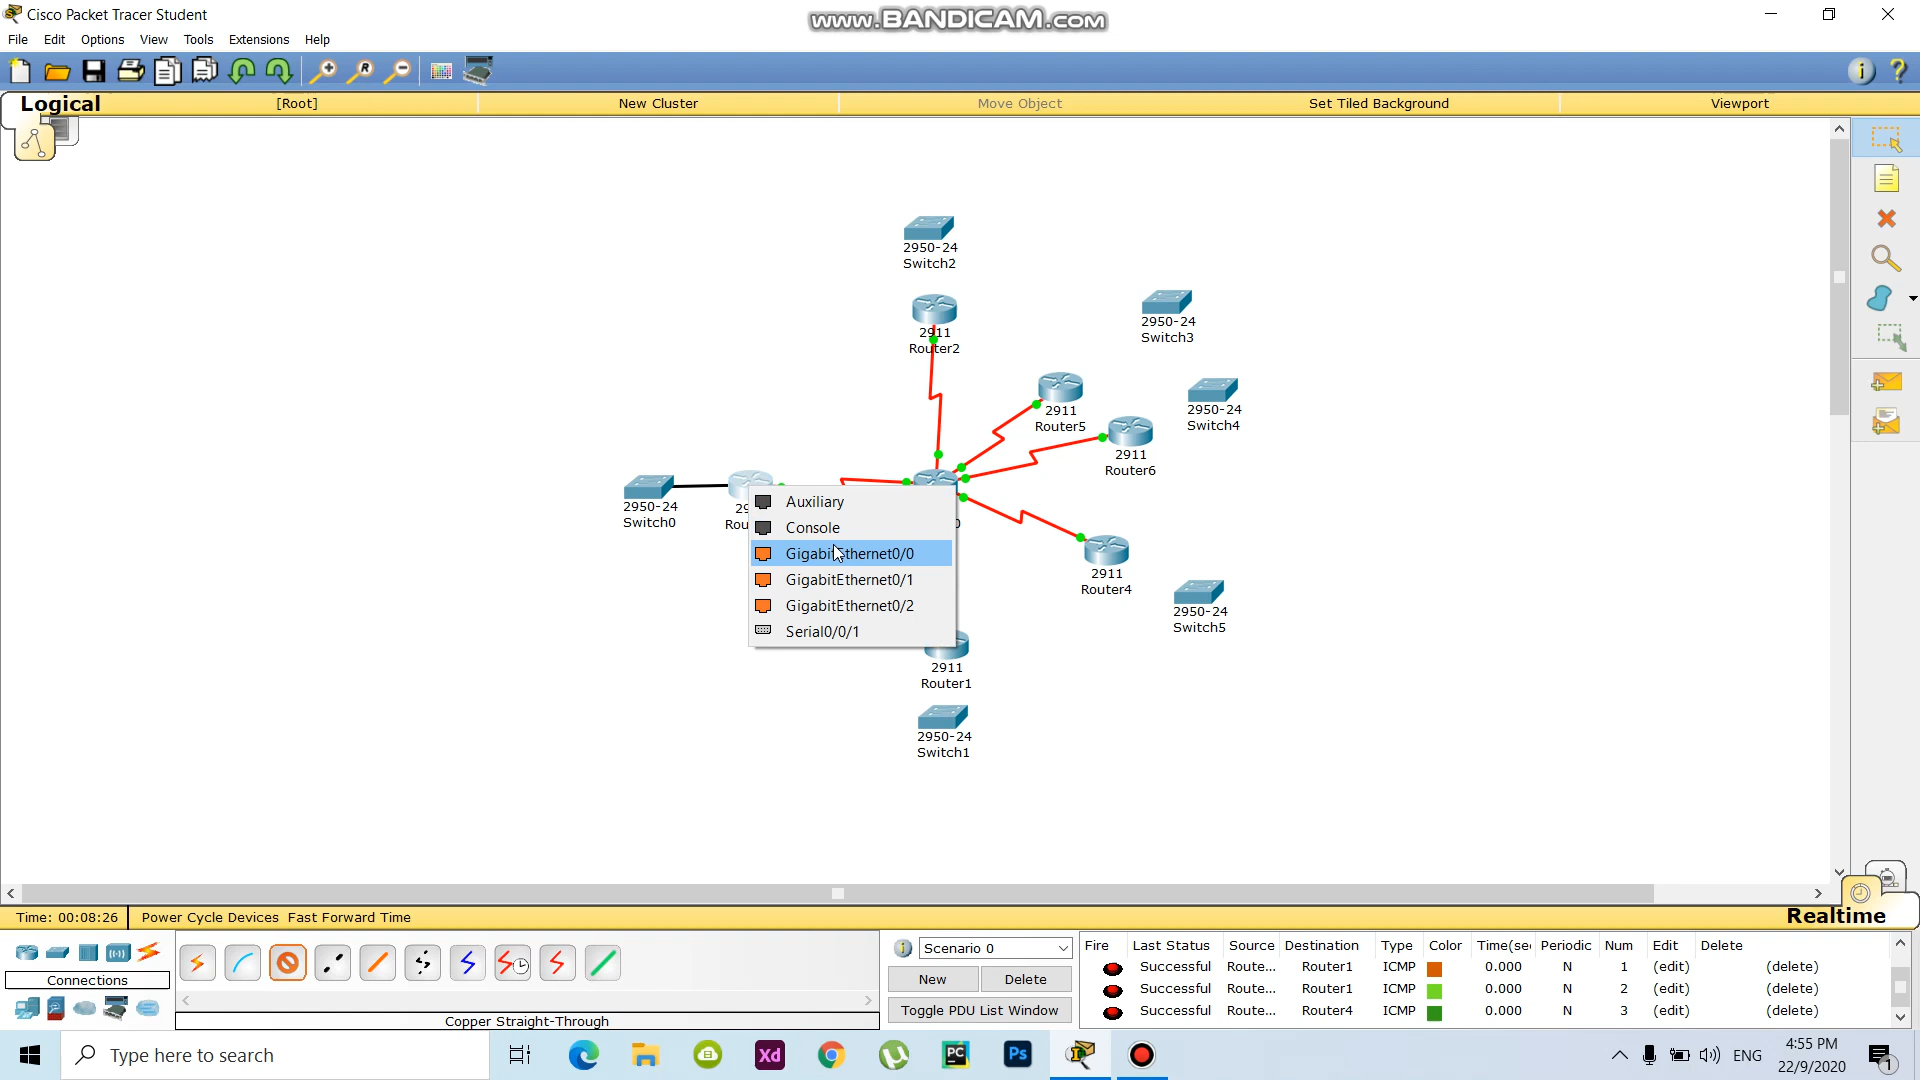 Cisco Packet Tracer Student
www.BANDICAM.com
File Edit Options View Tools Extensions Help
Logical [Root] New Cluster Move Object Set Tiled Background Viewport
2950-24
Switch2
2911
Router2
2950-24
Switch3
2911
Router5
2950-24
Switch4
2911
Router6
2950-24
Switch0
Auxiliary
Console
GigabitEthernet0/0
GigabitEthernet0/1
GigabitEthernet0/2
Serial0/0/1
2911
Router4
2950-24
Switch5
2911
Router1
2950-24
Switch1
Time: 00:08:26 Power Cycle Devices Fast Forward Time
Realtime
Connections
Copper Straight-Through
Scenario 0
New Delete
Toggle PDU List Window
Fire Last Status Source Destination Type Color Time(se Periodic Num Edit Delete
Successful Route... Router1 ICMP 0.000 N 1 (edit) (delete)
Successful Route... Router1 ICMP 0.000 N 2 (edit) (delete)
Successful Route... Router4 ICMP 0.000 N 3 (edit) (delete)
Type here to search
Xd
PC
Ps
ENG
4:55 PM
22/9/2020
1